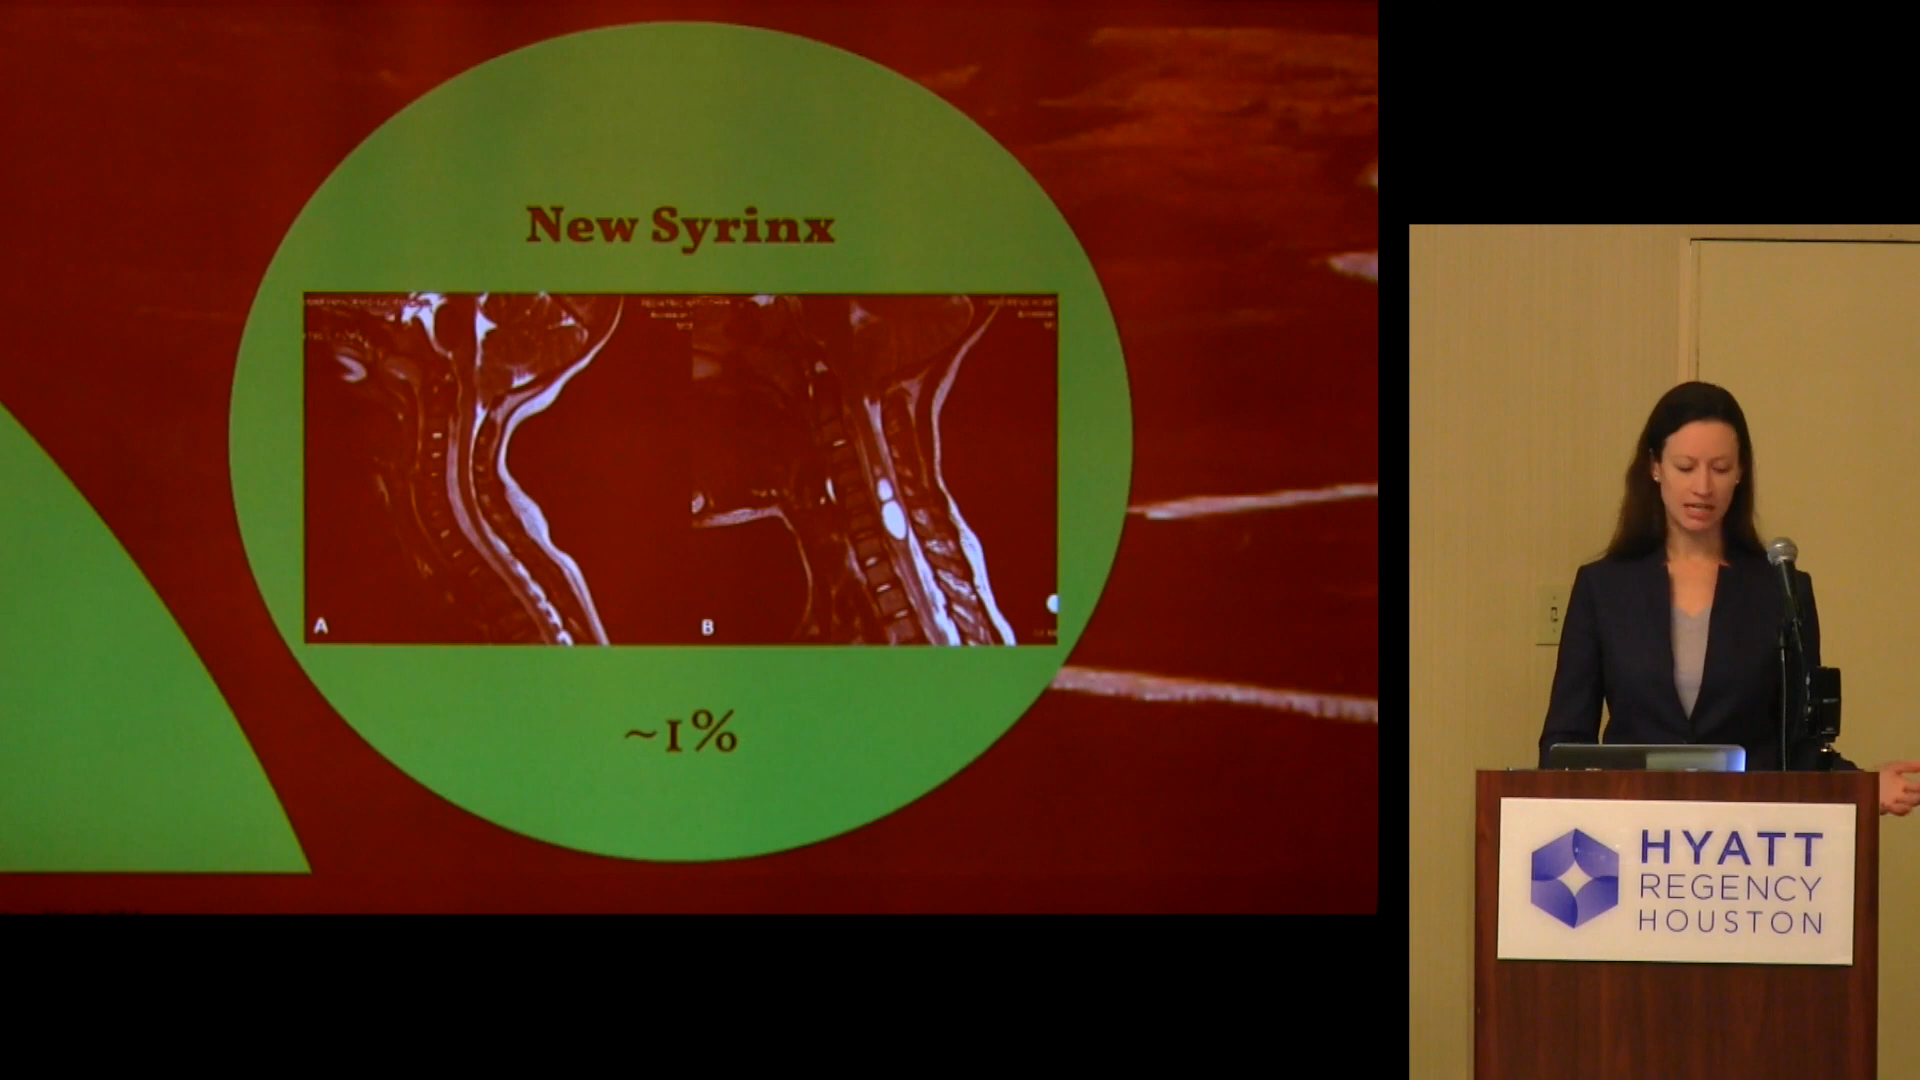 New Syrinx
A
B
~1%
HYATT
REGENCY
HOUSTON